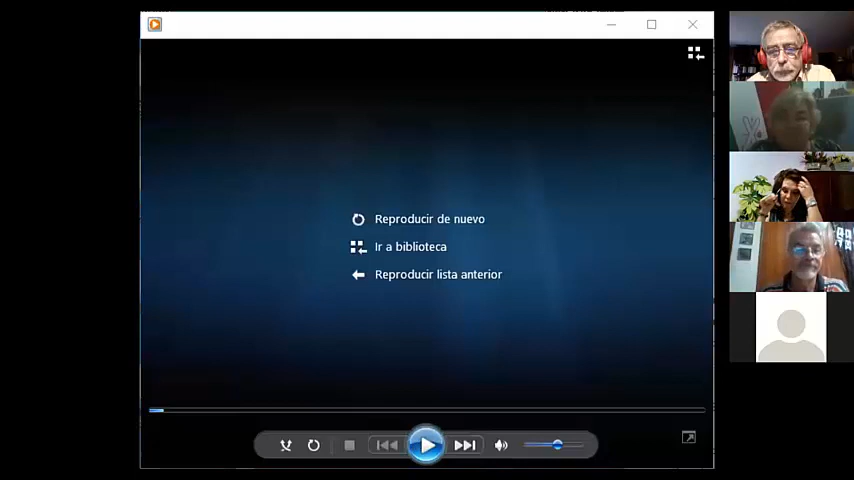 Reproducir de nuevo
Ir a biblioteca
Reproducir lista anterior